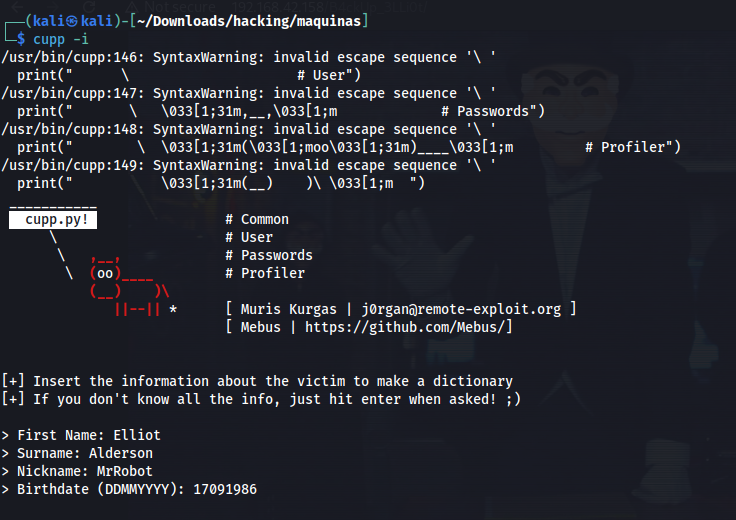 Not secure 192.168.42.158
(kali㉿kali)-[~/Downloads/hacking/maquinas]
$ cupp -i
/usr/bin/cupp:146: SyntaxWarning: invalid escape sequence '\ '
  print("      \                     # User")
/usr/bin/cupp:147: SyntaxWarning: invalid escape sequence '\ '
  print("       \   \033[1;31m,__,\033[1;m             # Passwords")
/usr/bin/cupp:148: SyntaxWarning: invalid escape sequence '\ '
  print("        \  \033[1;31m(\033[1;moo\033[1;31m)____\033[1;m         # Profiler")
/usr/bin/cupp:149: SyntaxWarning: invalid escape sequence '\ '
  print("           \033[1;31m(__)    )\ \033[1;m  ")
 ___________
   cupp.py!                 # Common
      \                     # User
       \   ,__,             # Passwords
        \  (oo)____         # Profiler
           (__)    )\
              ||--|| *      [ Muris Kurgas | j0rgan@remote-exploit.org ]
                            [ Mebus | https://github.com/Mebus/]
[+] Insert the information about the victim to make a dictionary
[+] If you don't know all the info, just hit enter when asked! ;)
> First Name: Elliot
> Surname: Alderson
> Nickname: MrRobot
> Birthdate (DDMMYYYY): 17091986